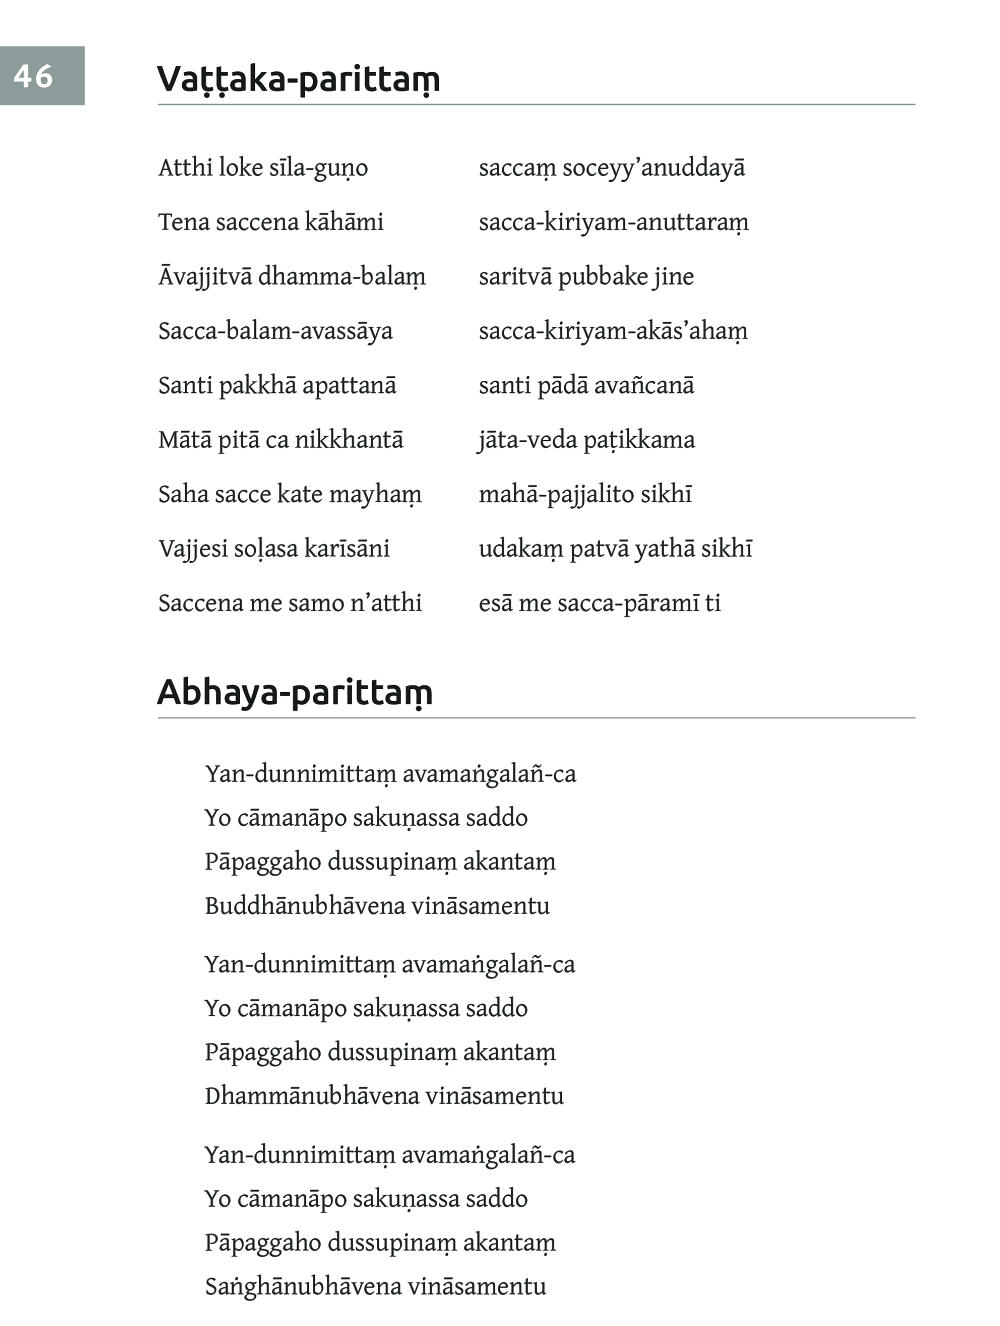 46
Vaṭṭaka-parittaṃ
Atthi loke sīla-guṇo saccaṃ soceyy’anuddayā
Tena saccena kāhāmi sacca-kiriyam-anuttaraṃ
Āvajjitvā dhamma-balaṃ saritvā pubbake jine
Sacca-balam-avassāya sacca-kiriyam-akās’ahaṃ
Santi pakkhā apattanā santi pādā avañcanā
Mātā pitā ca nikkhantā jāta-veda paṭikkama
Saha sacce kate mayhaṃ mahā-pajjalito sikhī
Vajjesi soḷasa karīsāni udakaṃ patvā yathā sikhī
Saccena me samo n’atthi esā me sacca-pāramī ti
Abhaya-parittaṃ
Yan-dunnimittaṃ avamaṅgalañ-ca
Yo cāmanāpo sakuṇassa saddo
Pāpaggaho dussupinaṃ akantaṃ
Buddhānubhāvena vināsamentu
Yan-dunnimittaṃ avamaṅgalañ-ca
Yo cāmanāpo sakuṇassa saddo
Pāpaggaho dussupinaṃ akantaṃ
Dhammānubhāvena vināsamentu
Yan-dunnimittaṃ avamaṅgalañ-ca
Yo cāmanāpo sakuṇassa saddo
Pāpaggaho dussupinaṃ akantaṃ
Saṅghānubhāvena vināsamentu